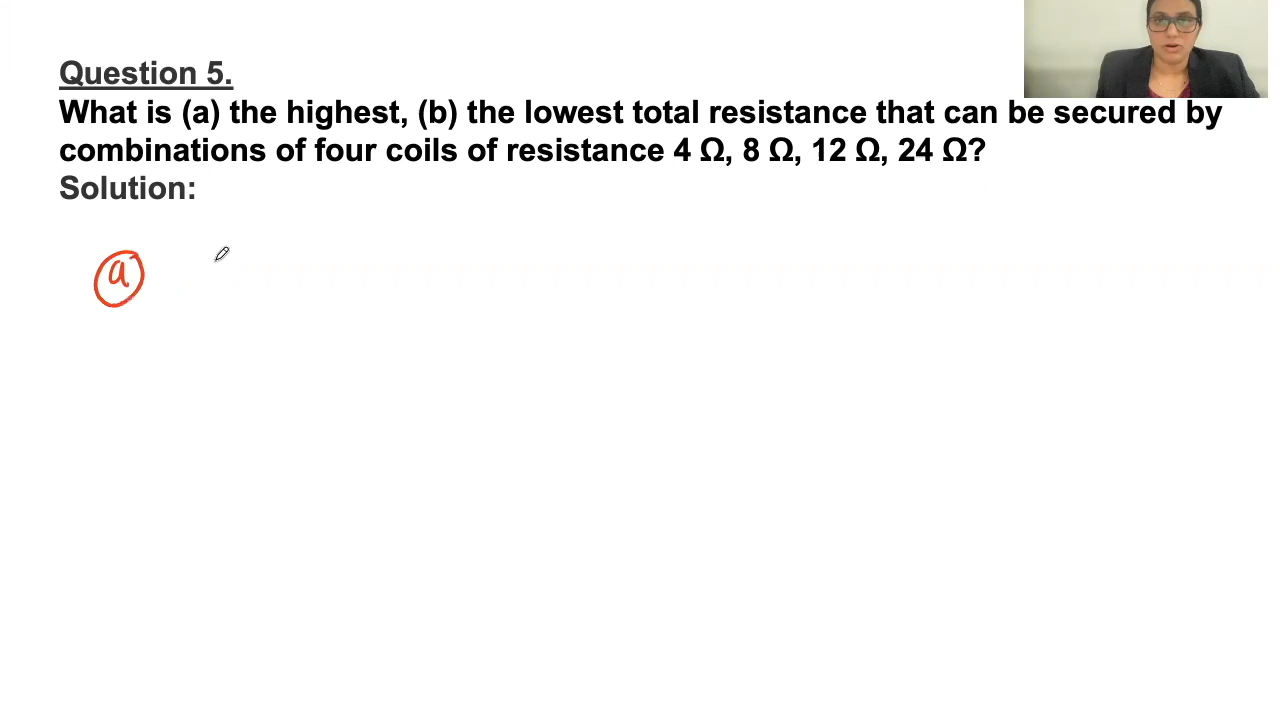 Question 5.
What is (a) the highest, (b) the lowest total resistance that can be secured by
combinations of four coils of resistance 4 Ω, 8 Ω, 12 Ω, 24 Ω?
Solution:
a